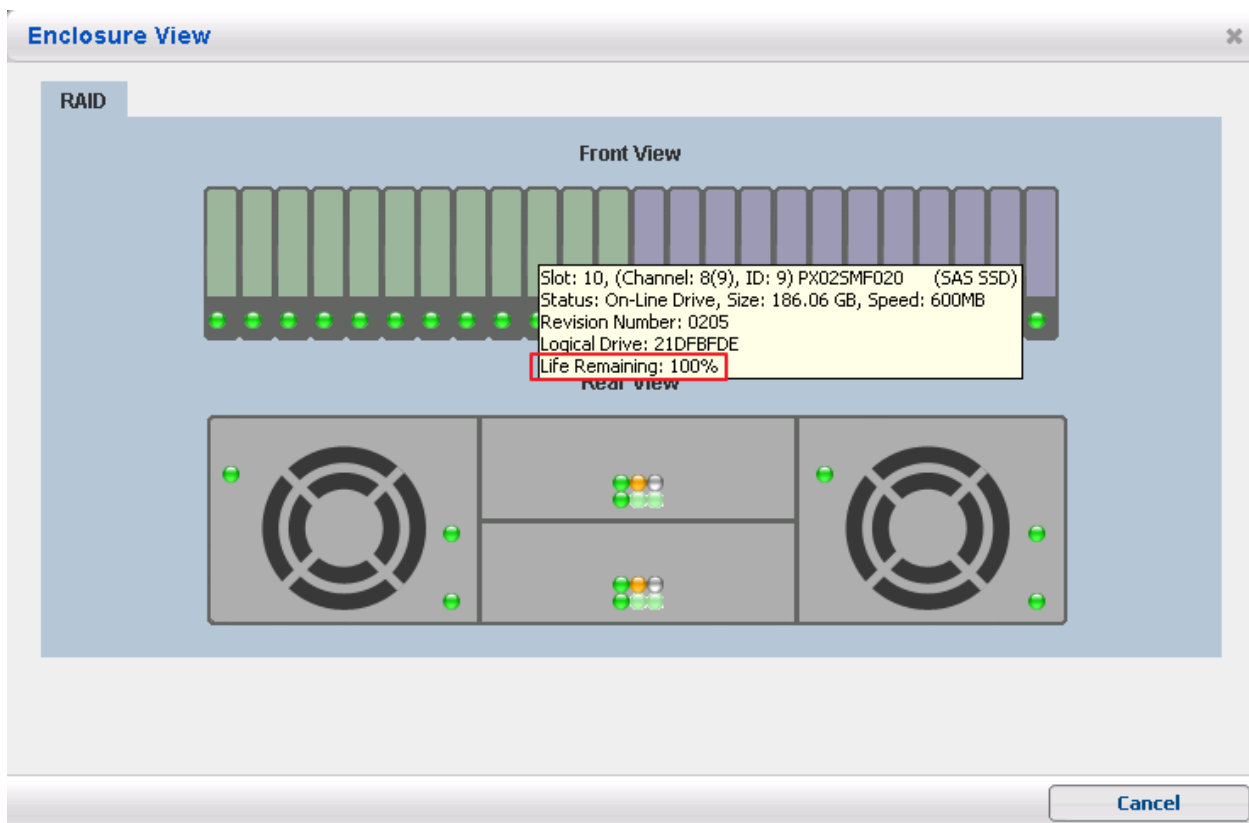 Enclosure View
RAID
Front View
Slot: 10, (Channel: 8(9), ID: 9) PX02SMF020 (SAS SSD)
Status: On-Line Drive, Size: 186.06 GB, Speed: 600MB
Revision Number: 0205
Logical Drive: 21DFBFDE
Life Remaining: 100%
Rear View
Cancel